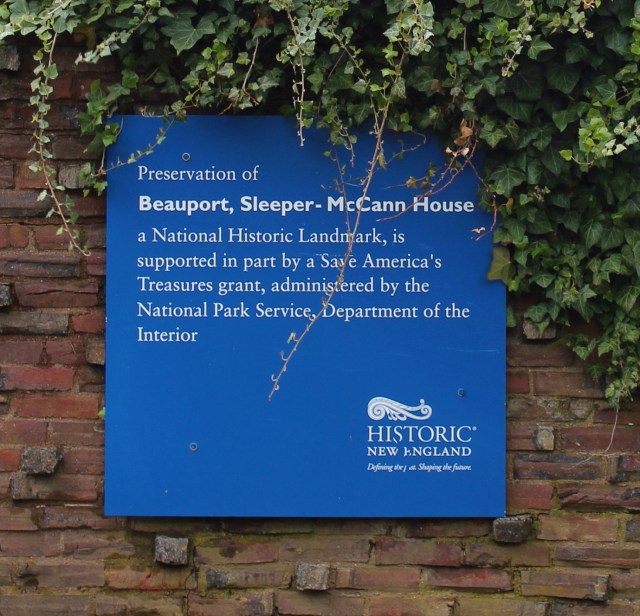 Preservation of
Beauport, Sleeper-McCann House
a National Historic Landmark, is
supported in part by a Save America's
Treasures grant, administered by the
National Park Service, Department of the
Interior
HISTORIC®
NEW ENGLAND
Defining the past. Shaping the future.